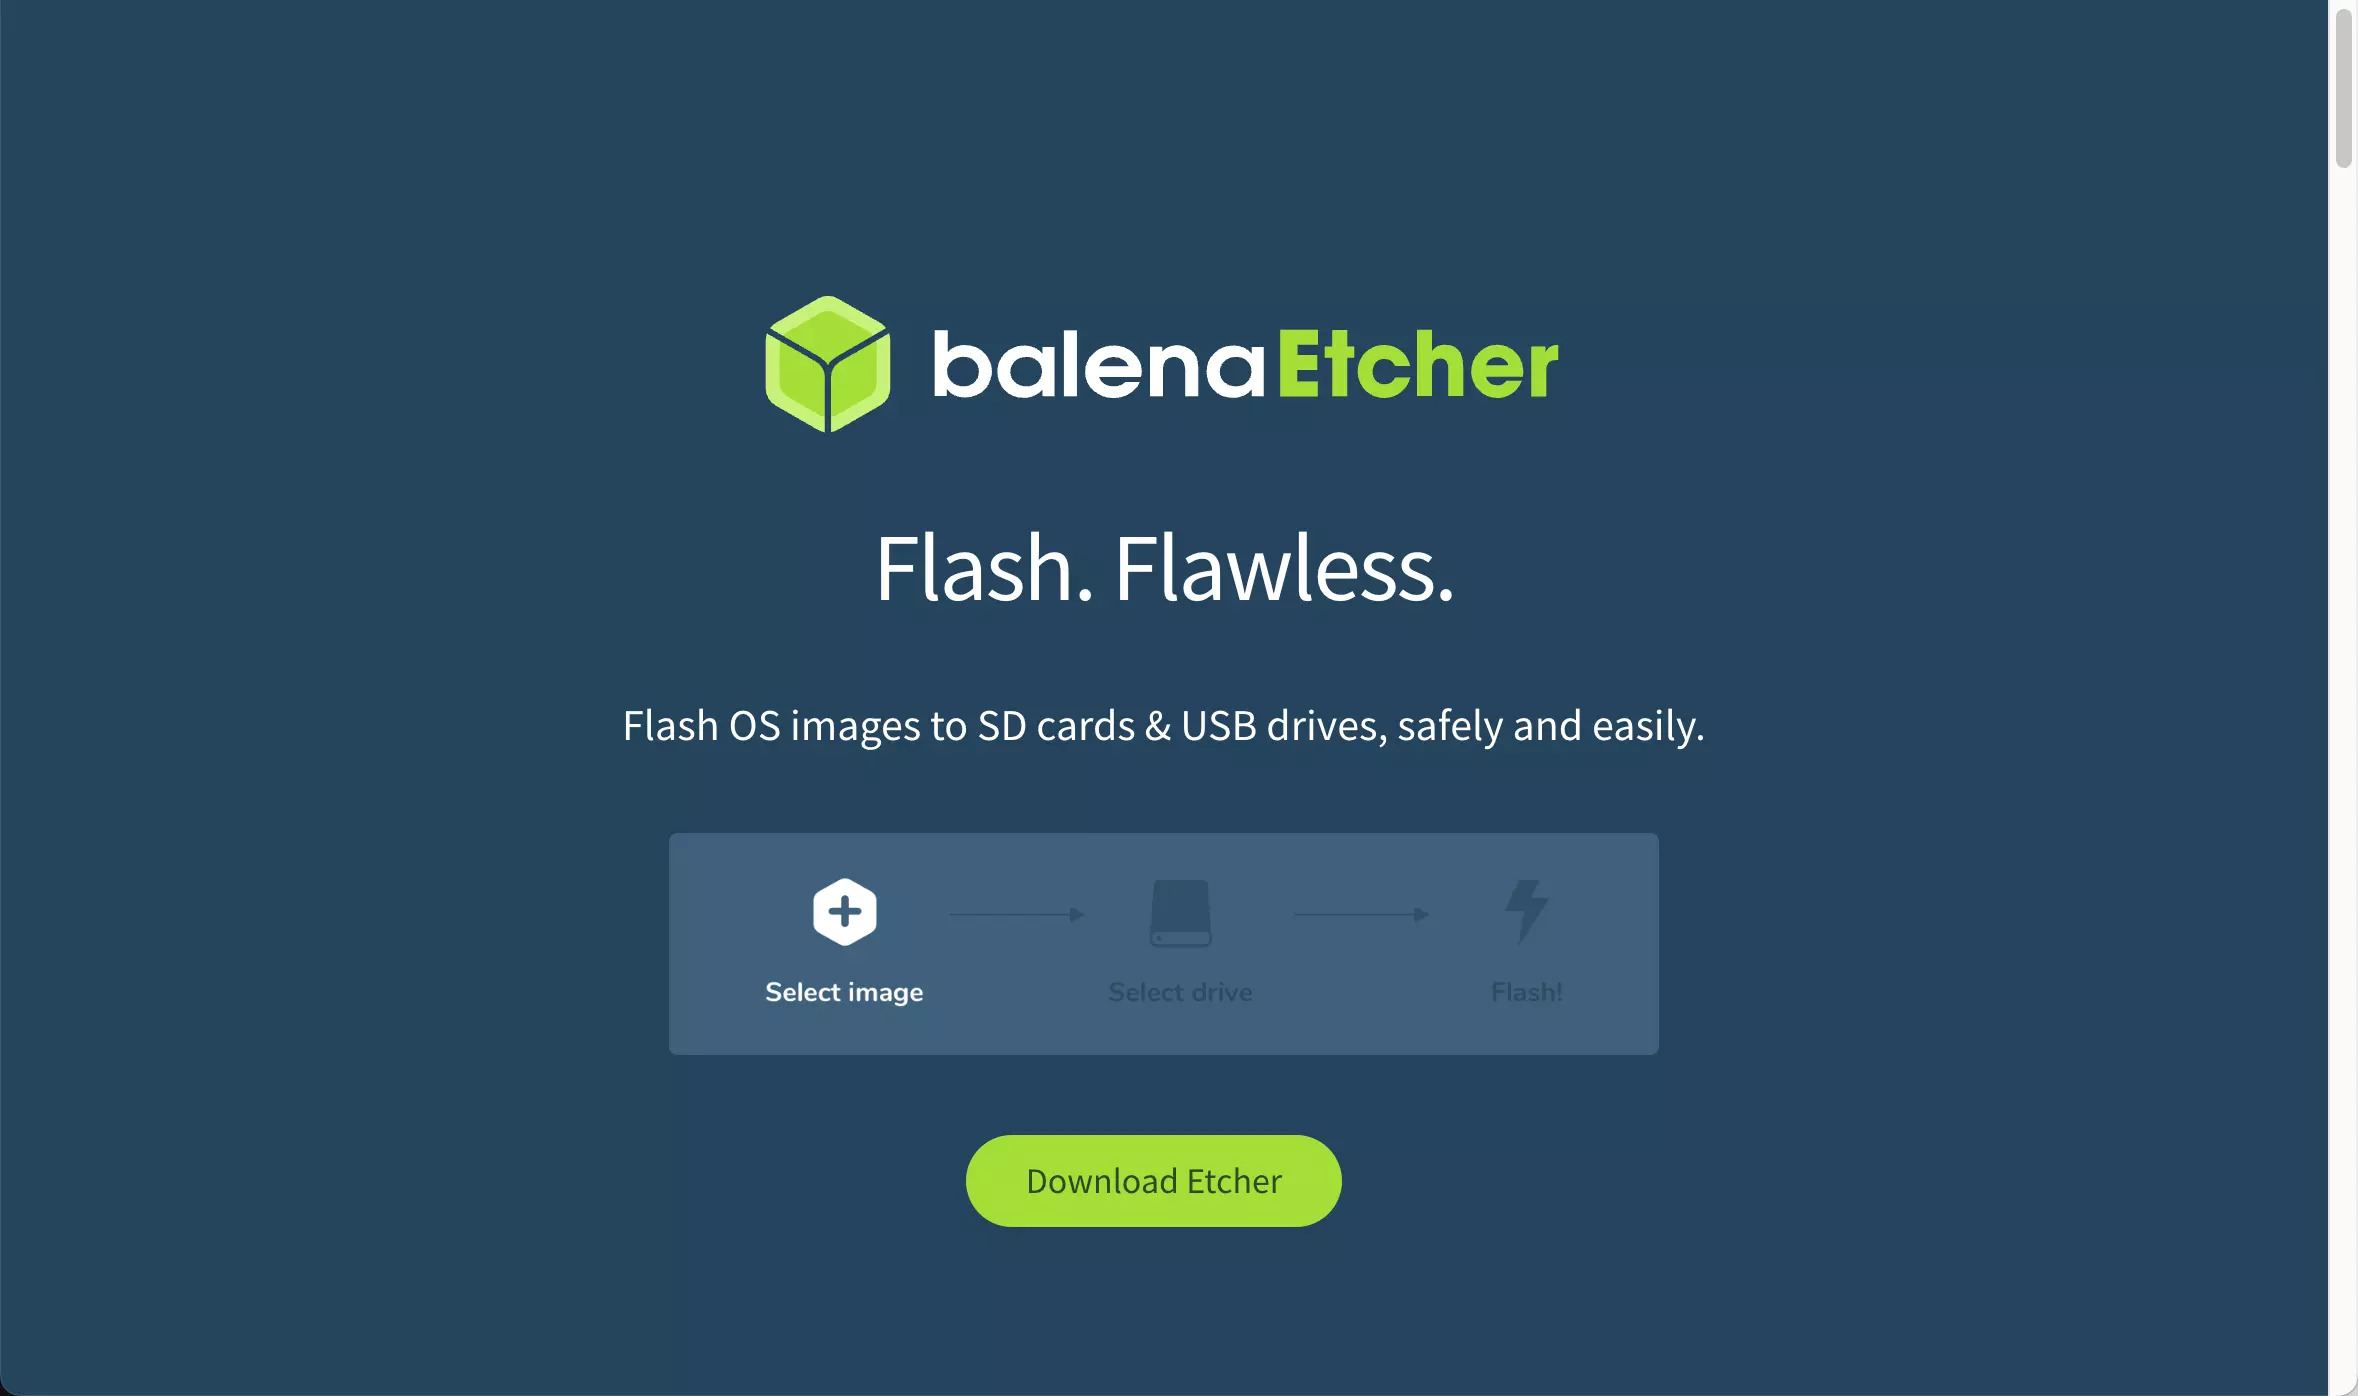 balenaEtcher
Flash. Flawless.
Flash OS images to SD cards & USB drives, safely and easily.
Select image
Select drive
Flash!
Download Etcher